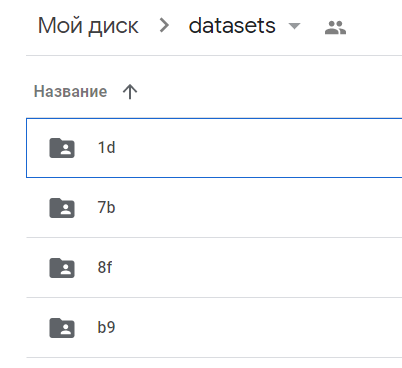 Мой диск > datasets
Название
1d
7b
8f
b9